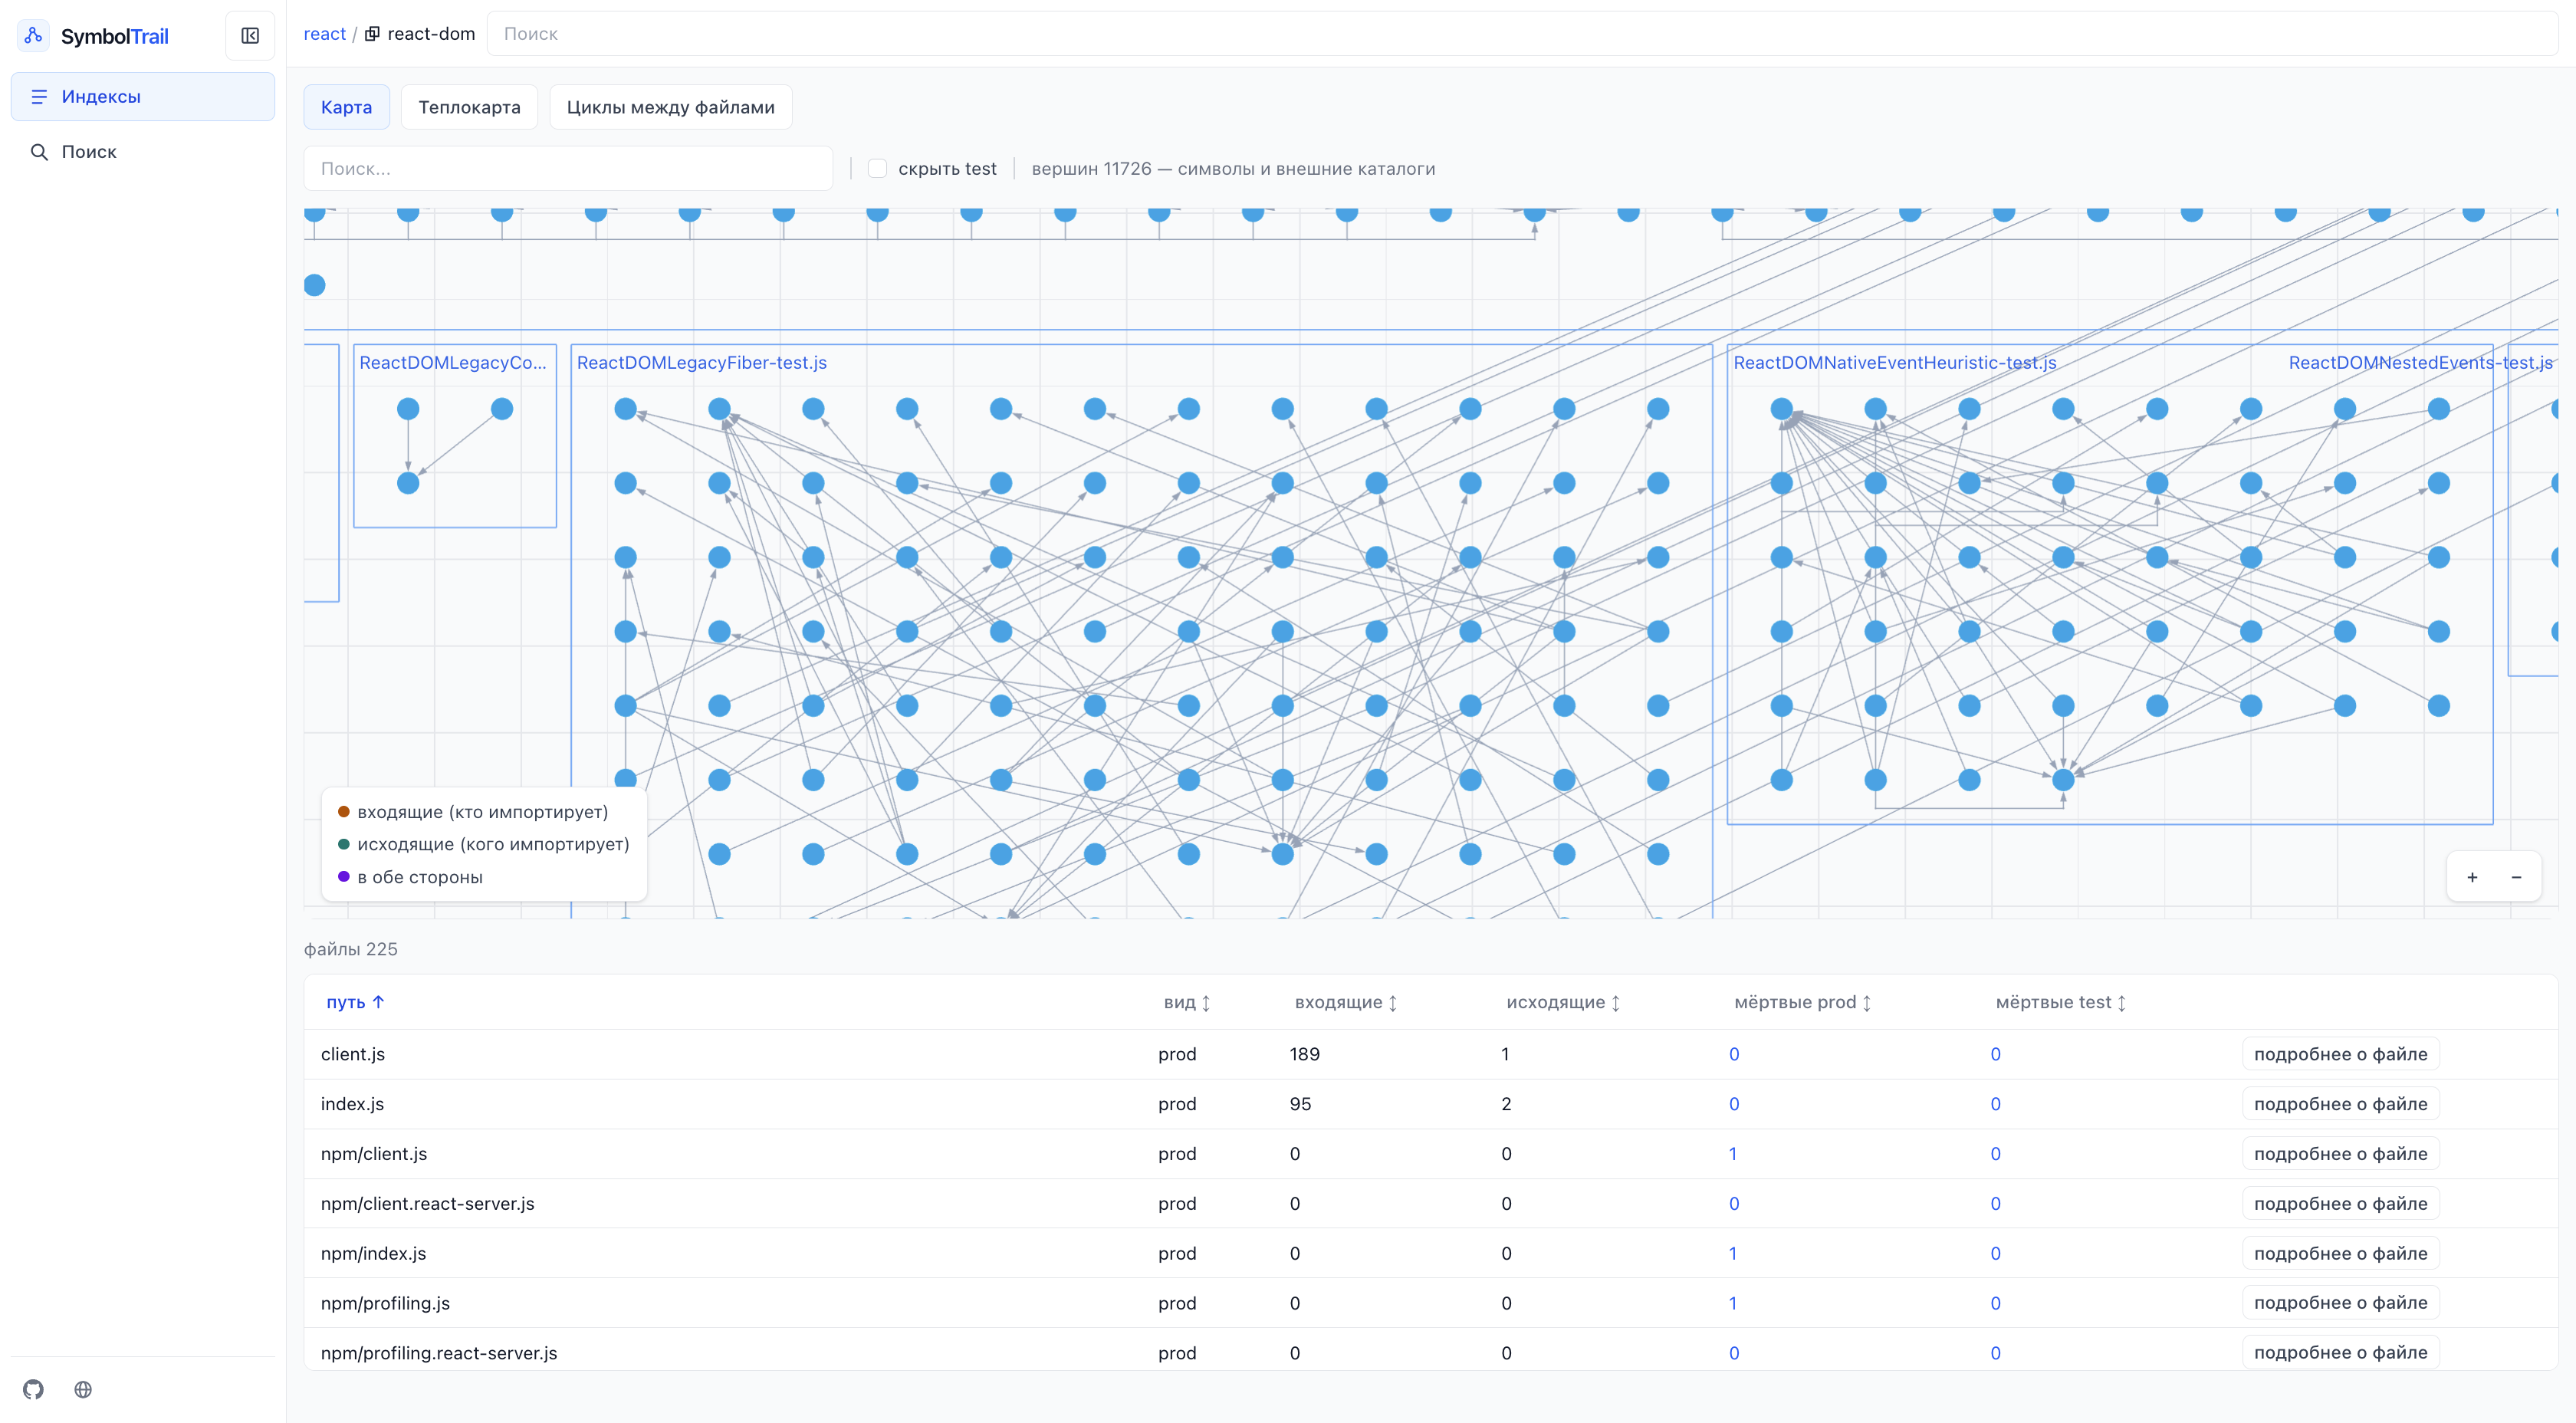 SymbolTrail
Индексы
Поиск
react / react-dom
Поиск
Карта
Теплокарта
Циклы между файлами
Поиск...
скрыть test
вершин 11726 — символы и внешние каталоги
ReactDOMLegacyCo...
ReactDOMLegacyFiber-test.js
ReactDOMNativeEventHeuristic-test.js
ReactDOMNestedEvents-test.js
входящие (кто импортирует)
исходящие (кого импортирует)
в обе стороны
+ −
файлы 225
путь ↑ вид ↕ входящие ↕ исходящие ↕ мёртвые prod ↕ мёртвые test ↕
client.js prod 189 1 0 0 подробнее о файле
index.js prod 95 2 0 0 подробнее о файле
npm/client.js prod 0 0 1 0 подробнее о файле
npm/client.react-server.js prod 0 0 0 0 подробнее о файле
npm/index.js prod 0 0 1 0 подробнее о файле
npm/profiling.js prod 0 0 1 0 подробнее о файле
npm/profiling.react-server.js prod 0 0 0 0 подробнее о файле